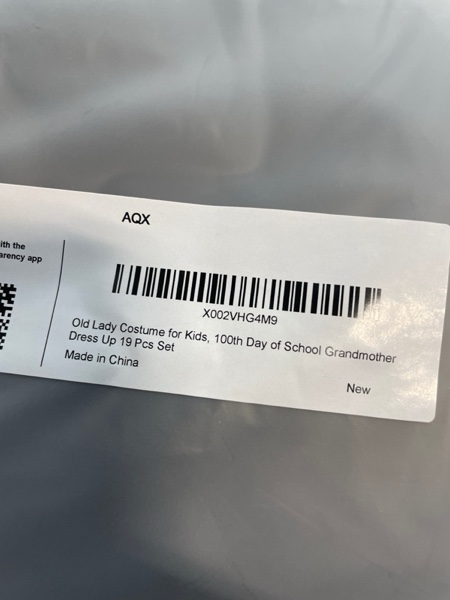 AQX
ith the
arency app
X002VHG4M9
Old Lady Costume for Kids, 100th Day of School Grandmother
Dress Up 19 Pcs Set
Made in China
New